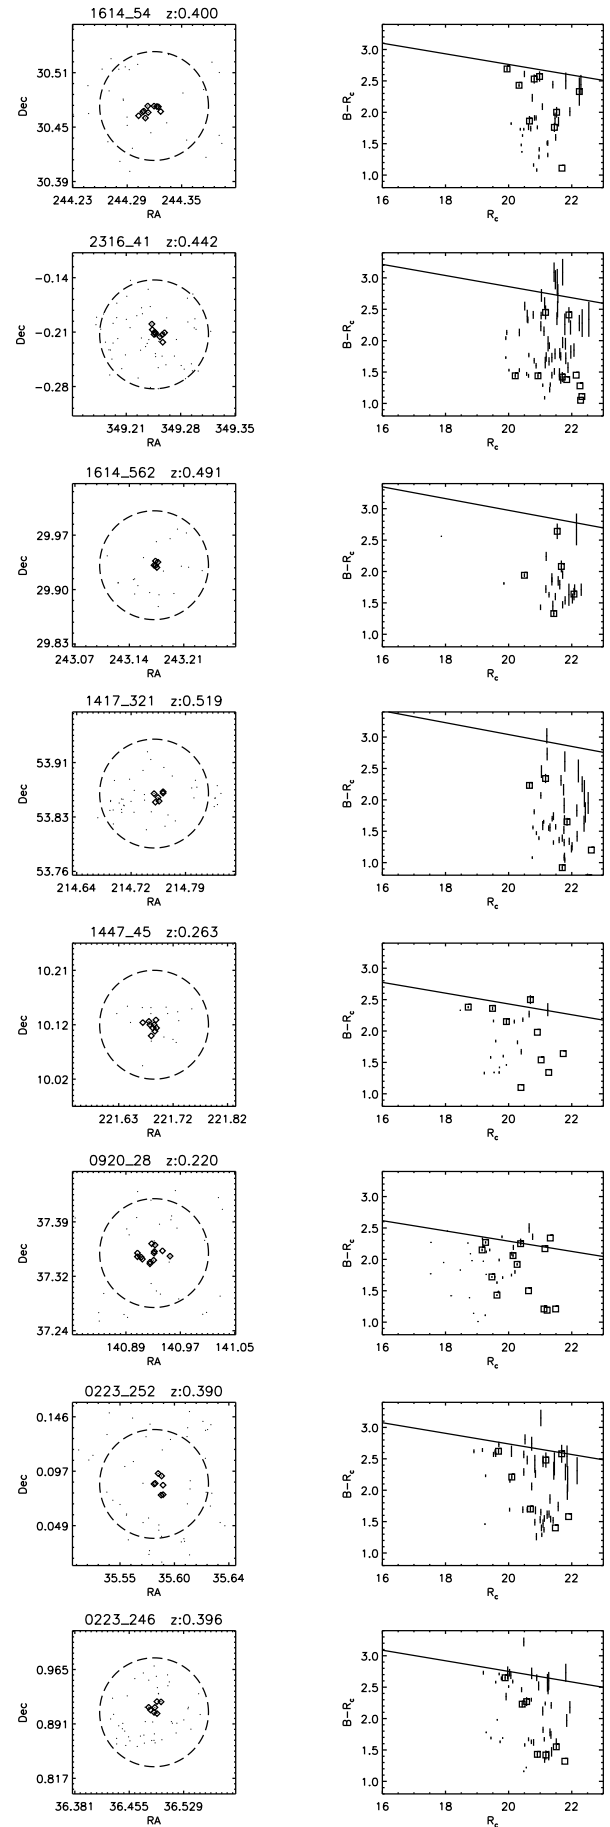 1614_54 z:0.400
30.51
30.45
30.39
Dec
244.23 244.29 244.35
RA
3.0
2.5
2.0
1.5
1.0
B-Rc
16 18 20 22
Rc
2316_41 z:0.442
-0.14
-0.21
-0.28
Dec
349.21 349.28 349.35
RA
3.0
2.5
2.0
1.5
1.0
B-Rc
16 18 20 22
Rc
1614_562 z:0.491
29.97
29.90
29.83
Dec
243.07 243.14 243.21
RA
3.0
2.5
2.0
1.5
1.0
B-Rc
16 18 20 22
Rc
1417_321 z:0.519
53.91
53.83
53.76
Dec
214.64 214.72 214.79
RA
3.0
2.5
2.0
1.5
1.0
B-Rc
16 18 20 22
Rc
1447_45 z:0.263
10.21
10.12
10.02
Dec
221.63 221.72 221.82
RA
3.0
2.5
2.0
1.5
1.0
B-Rc
16 18 20 22
Rc
0920_28 z:0.220
37.39
37.32
37.24
Dec
140.89 140.97 141.05
RA
3.0
2.5
2.0
1.5
1.0
B-Rc
16 18 20 22
Rc
0223_252 z:0.390
0.146
0.097
0.049
Dec
35.55 35.60 35.64
RA
3.0
2.5
2.0
1.5
1.0
B-Rc
16 18 20 22
Rc
0223_246 z:0.396
0.965
0.891
0.817
Dec
36.381 36.455 36.529
RA
3.0
2.5
2.0
1.5
1.0
B-Rc
16 18 20 22
Rc